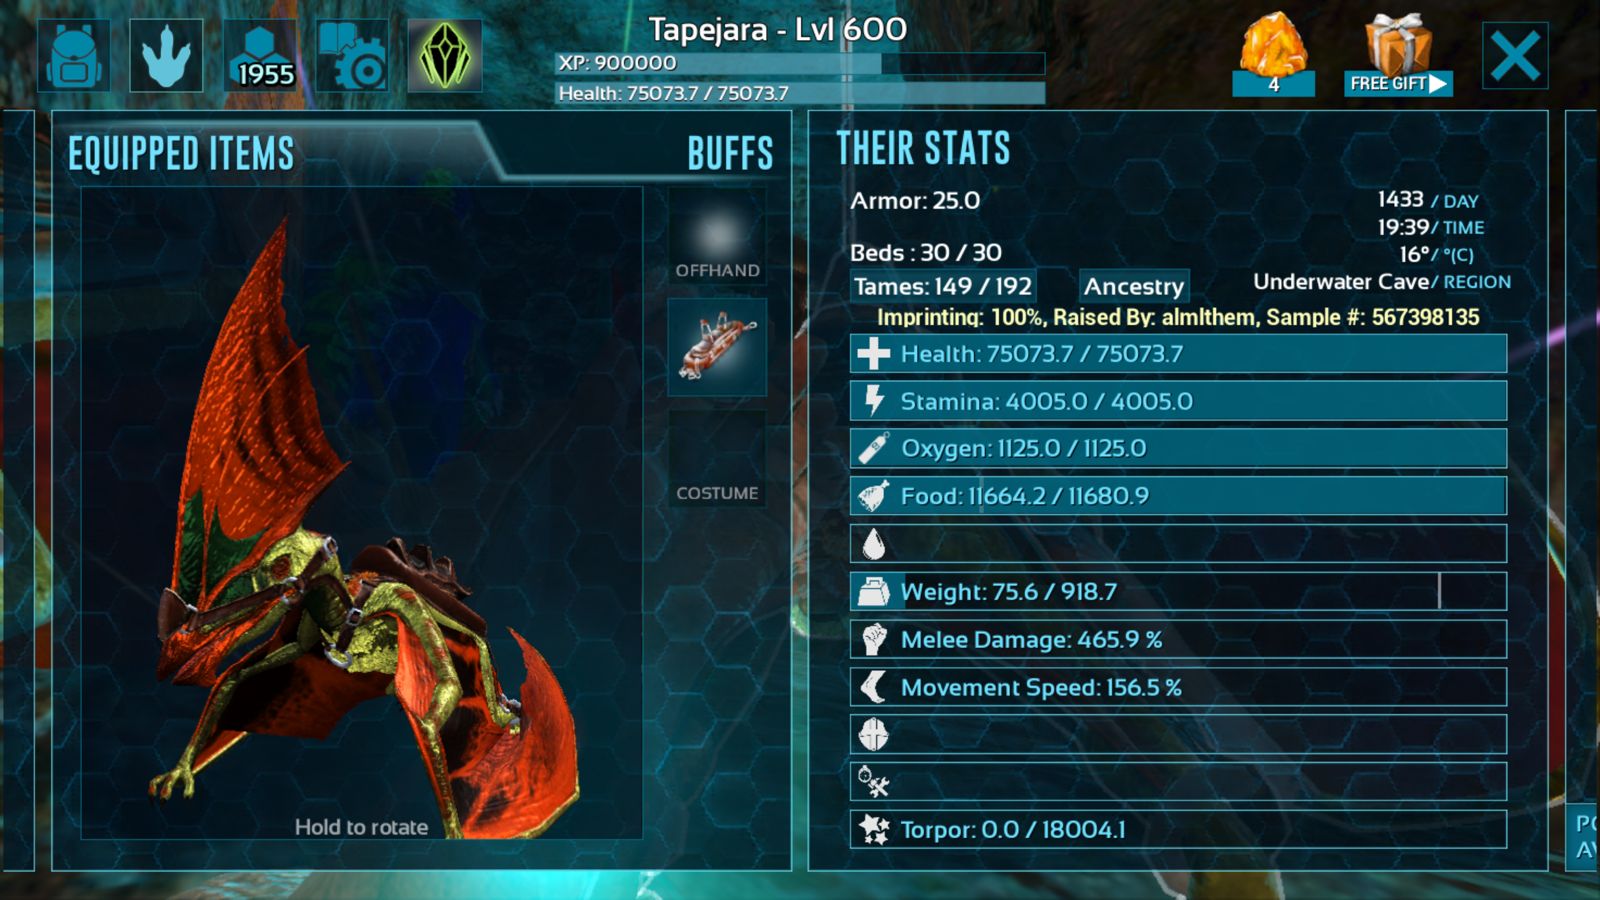 Tapejara - Lvl 600
1955
XP: 900000
Health: 75073.7 / 75073.7
4
FREE GIFT
EQUIPPED ITEMS
BUFFS
OFFHAND
COSTUME
Hold to rotate
THEIR STATS
Armor: 25.0
1433 / DAY
19:39/ TIME
Beds : 30 / 30
16°/ °(C)
Tames: 149 / 192
Ancestry
Underwater Cave/ REGION
Imprinting: 100%, Raised By: almlthem, Sample #: 567398135
Health: 75073.7 / 75073.7
Stamina: 4005.0 / 4005.0
Oxygen: 1125.0 / 1125.0
Food: 11664.2 / 11680.9
Weight: 75.6 / 918.7
Melee Damage: 465.9 %
Movement Speed: 156.5 %
Torpor: 0.0 / 18004.1